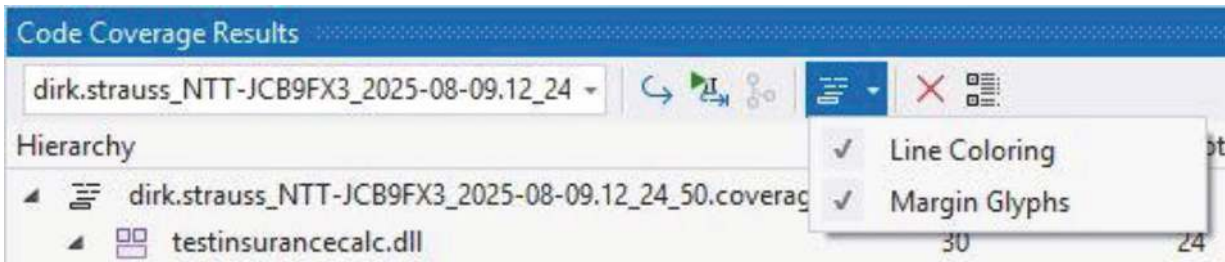 Code Coverage Results
dirk.strauss_NTT-JCB9FX3_2025-08-09.12_24
Hierarchy
Line Coloring
dirk.strauss_NTT-JCB9FX3_2025-08-09.12_24_50.coverag
Margin Glyphs
testinsurancecalc.dll 30 24